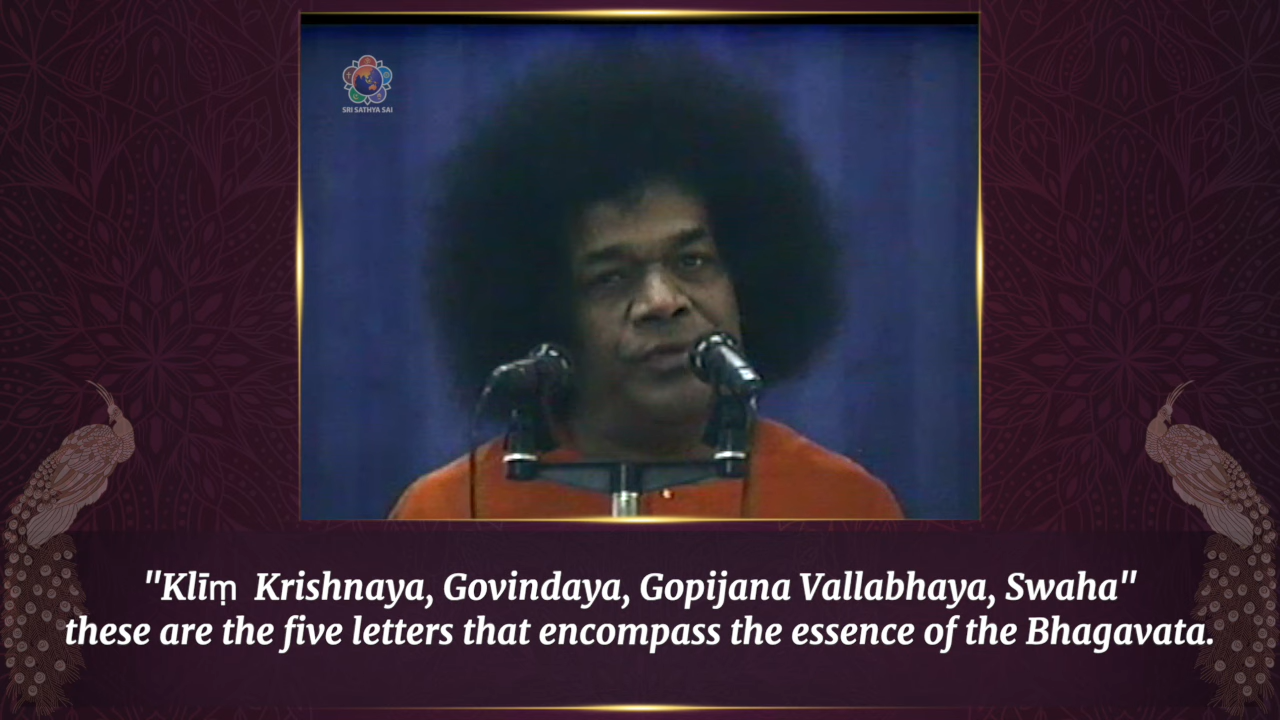 SRI SATHYA SAI
"Klīṃ Krishnaya, Govindaya, Gopijana Vallabhaya, Swaha"
these are the five letters that encompass the essence of the Bhagavata.